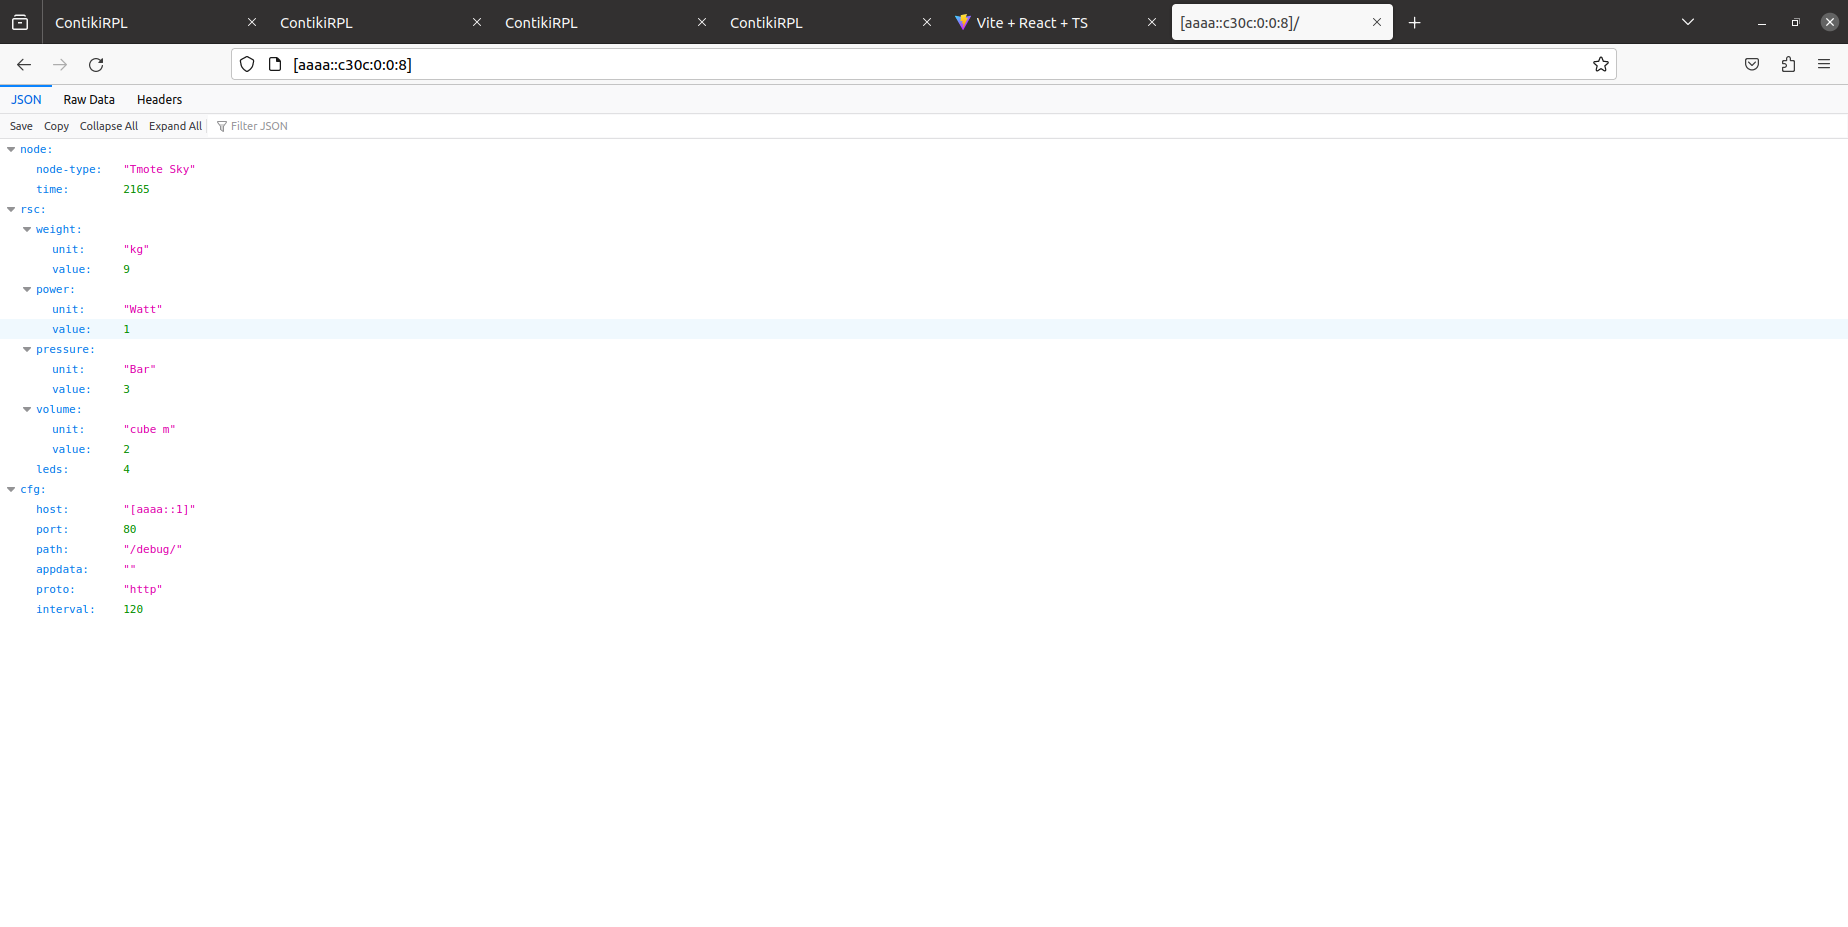 ContikiRPL ContikiRPL ContikiRPL ContikiRPL Vite + React + TS [aaaa::c30c:0:0:8]/
[aaaa::c30c:0:0:8]
JSON Raw Data Headers
Save Copy Collapse All Expand All Filter JSON
node:
node-type: "Tmote Sky"
time: 2165
rsc:
weight:
unit: "kg"
value: 9
power:
unit: "Watt"
value: 1
pressure:
unit: "Bar"
value: 3
volume:
unit: "cube m"
value: 2
leds: 4
cfg:
host: "[aaaa::1]"
port: 80
path: "/debug/"
appdata: ""
proto: "http"
interval: 120